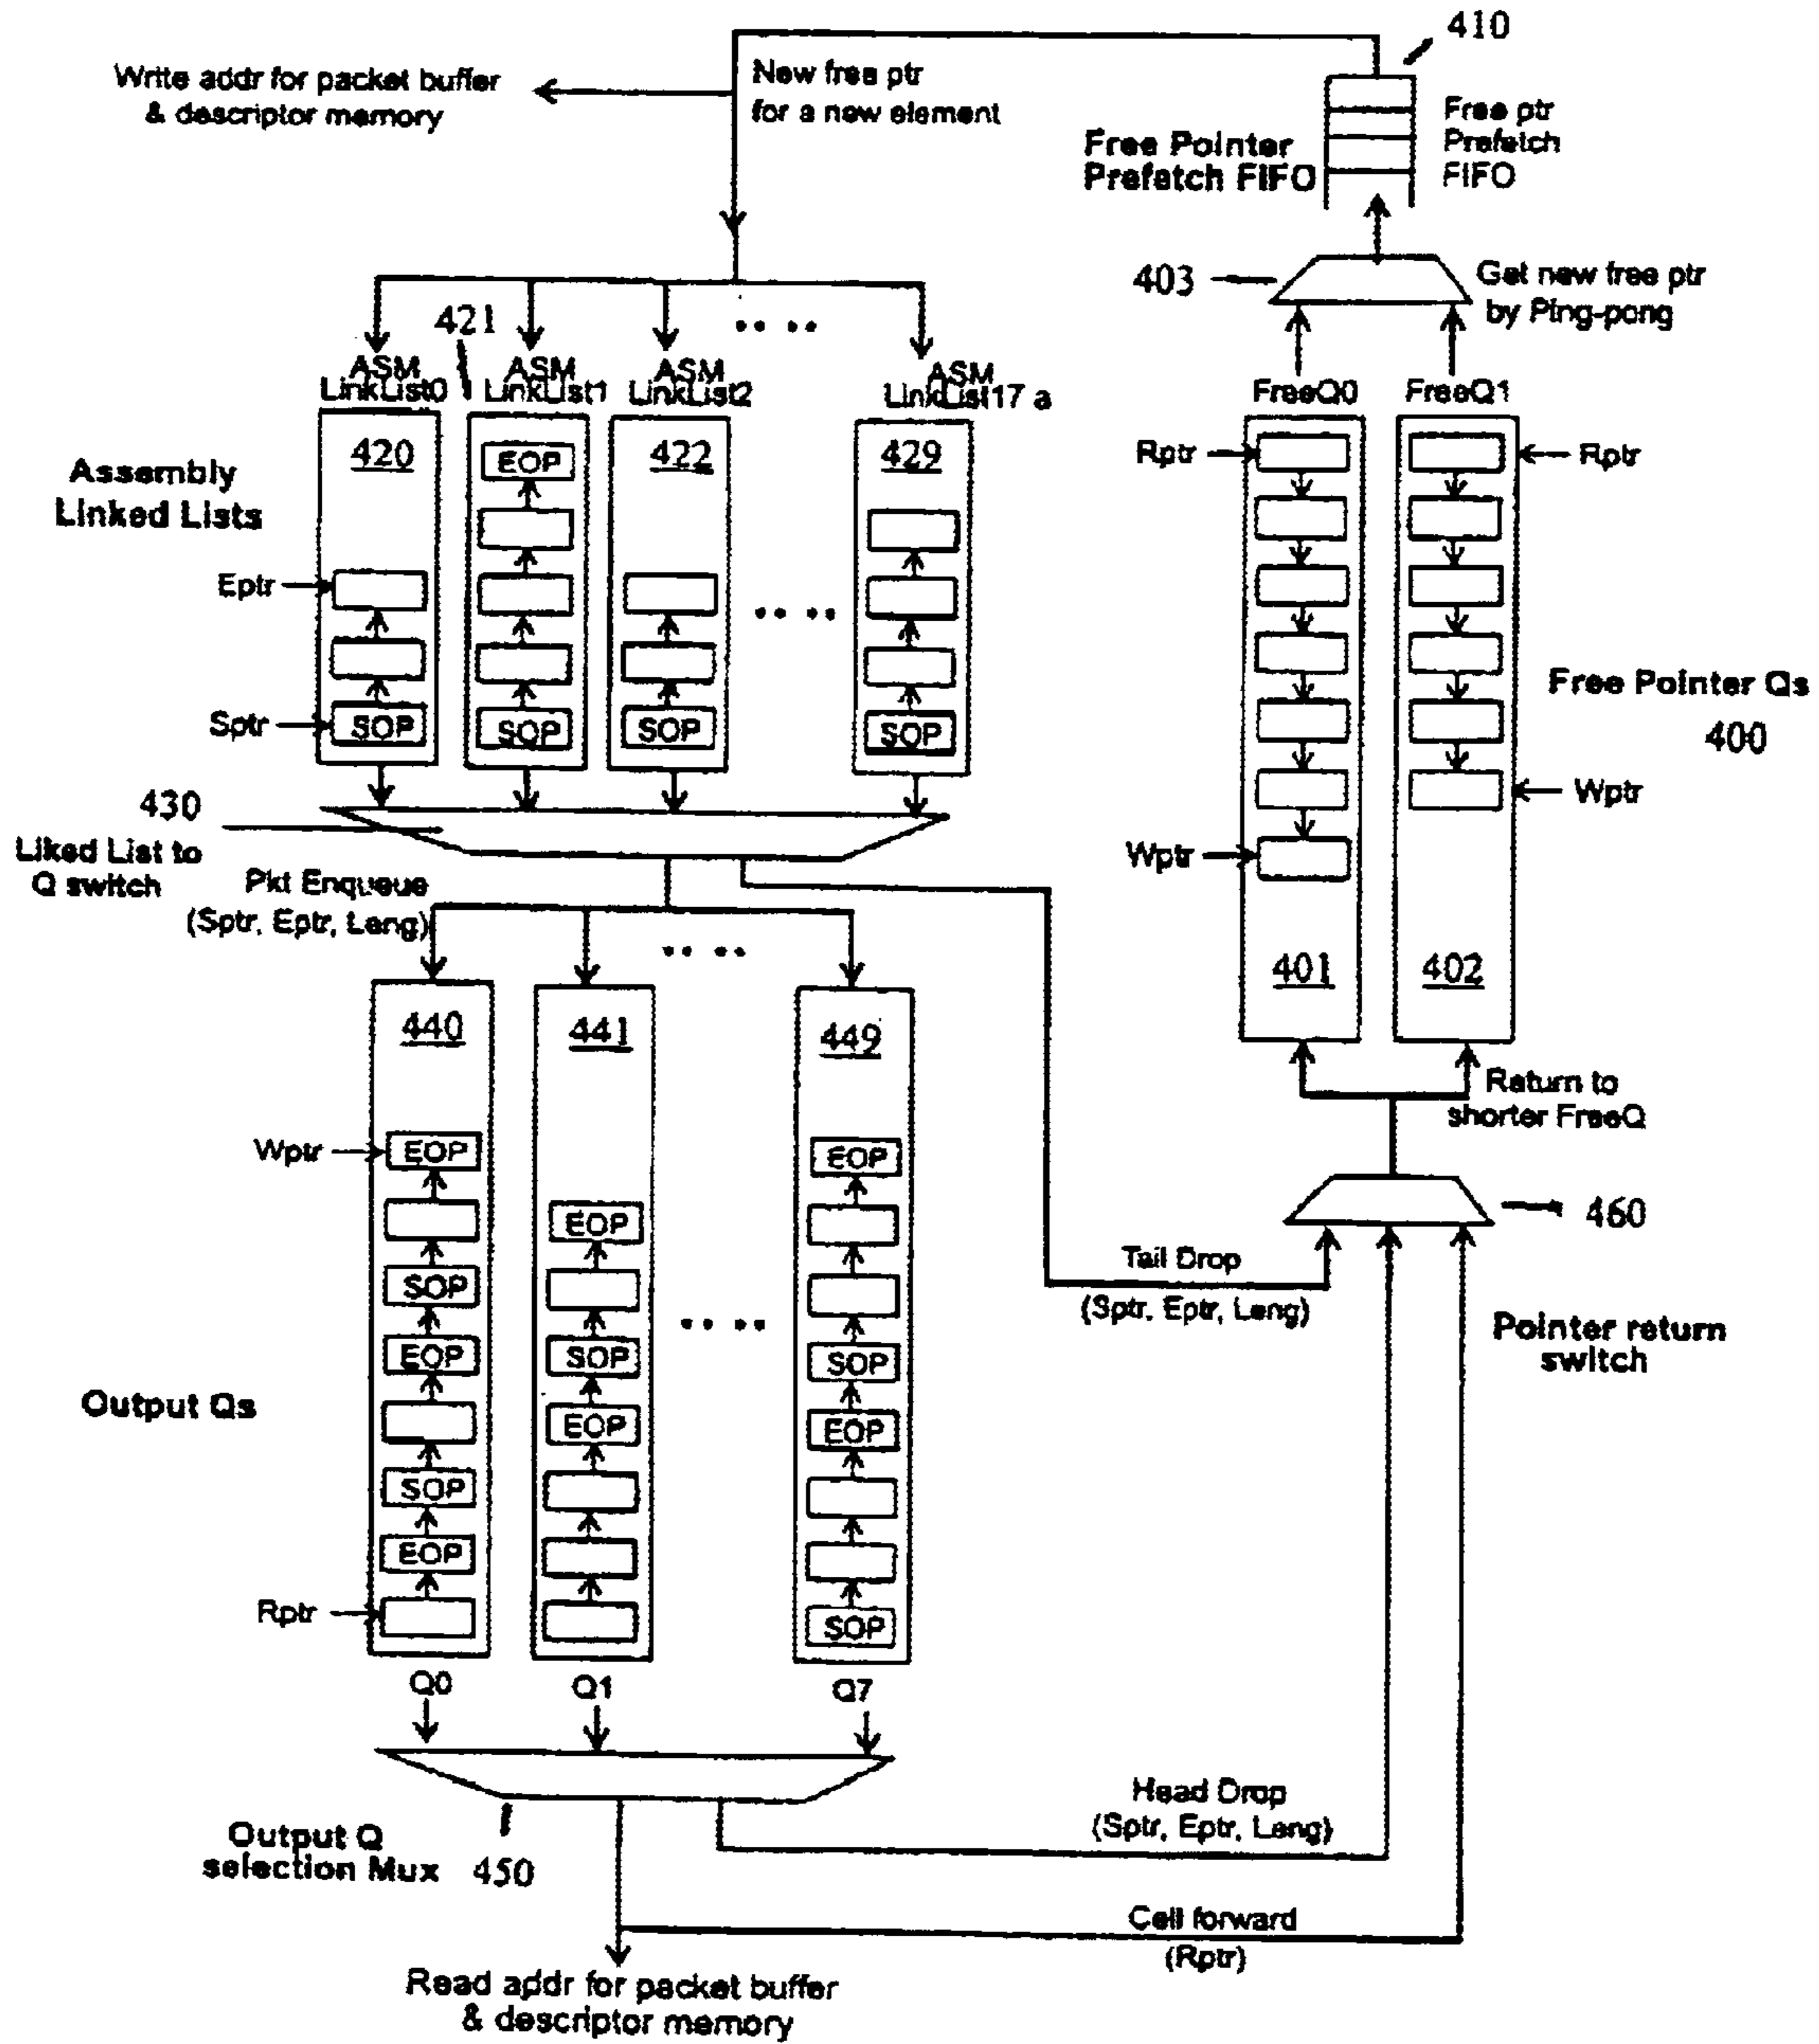 410
Write addr for packet buffer
& descriptor memory
New free ptr
for a new element
Free Pointer
Prefetch FIFO
Free ptr
Prefetch
FIFO
403
Get new free ptr
by Ping-pong
421
ASM
LinkList0
ASM
LinkList1
ASM
LinkList2
ASM
LinkList17 a
FreeQ0
FreeQ1
Assembly
Linked Lists
420
EOP
422
429
Rptr
Rptr
Eptr
Sptr
SOP
SOP
SOP
SOP
Free Pointer Qs
400
Wptr
Wptr
430
Liked List to
Q switch
Pkt Enqueue
(Sptr, Eptr, Leng)
401
402
440
441
449
Return to
shorter FreeQ
Wptr
EOP
EOP
EOP
460
Tail Drop
(Sptr, Eptr, Leng)
Pointer return
switch
SOP
EOP
SOP
SOP
Output Qs
EOP
EOP
SOP
EOP
Rptr
SOP
Q0
Q1
Q7
Output Q
selection Mux
450
Head Drop
(Sptr, Eptr, Leng)
Cell forward
(Rptr)
Read addr for packet buffer
& descriptor memory